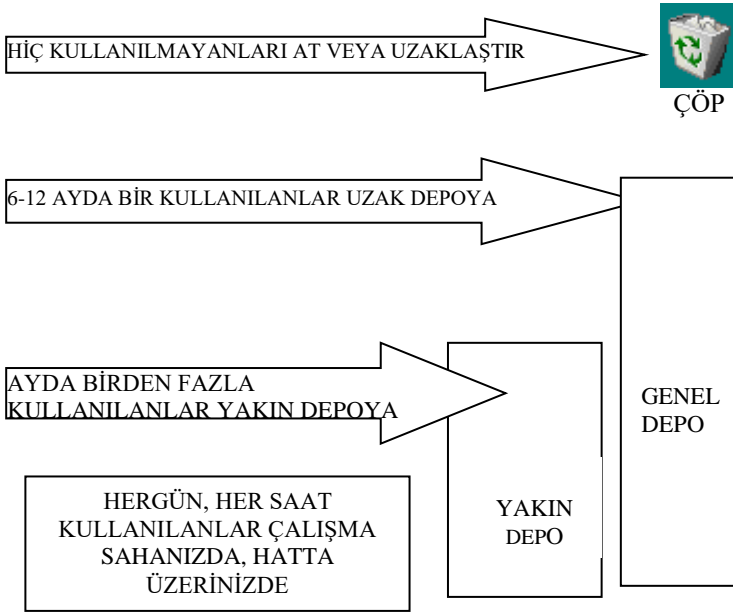 HİÇ KULLANILMAYANLARI AT VEYA UZAKLAŞTIR
ÇÖP
6-12 AYDA BİR KULLANILANLAR UZAK DEPOYA
AYDA BİRDEN FAZLA
KULLANILANLAR YAKIN DEPOYA
GENEL
DEPO
HERGÜN, HER SAAT
KULLANILANLAR ÇALIŞMA
SAHANIZDA, HATTA
ÜZERİNİZDE
YAKIN
DEPO